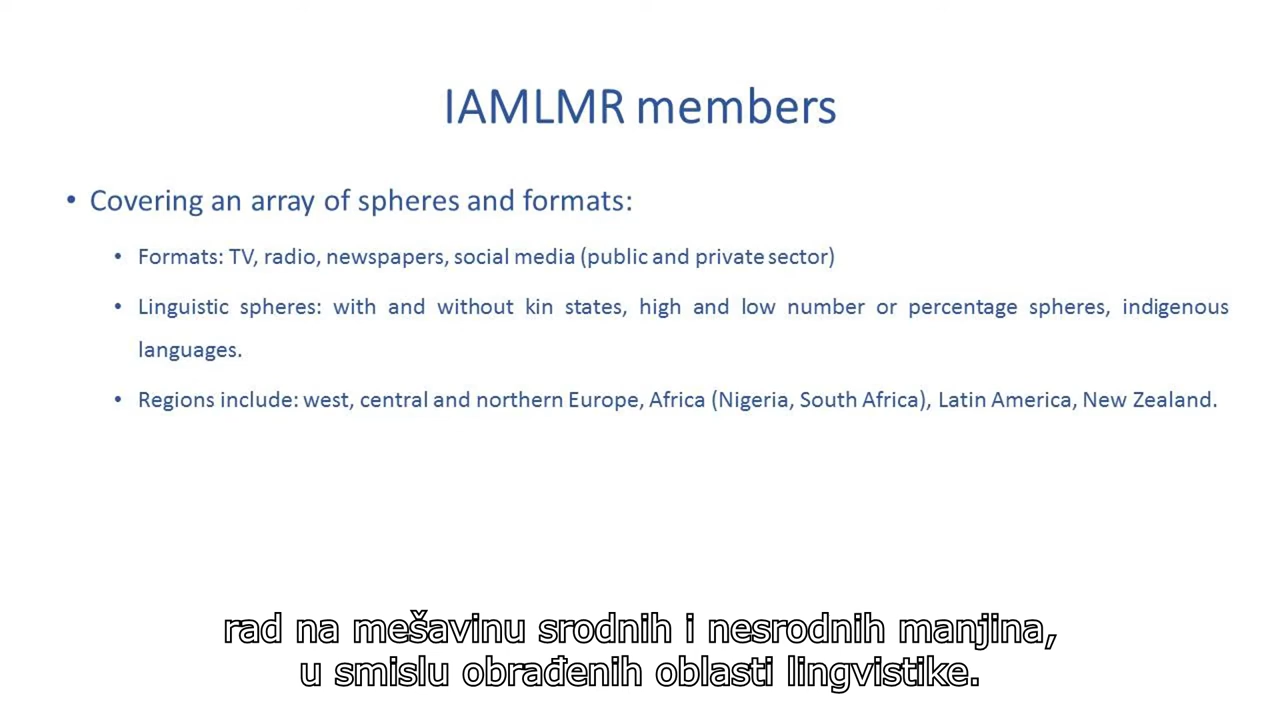 IAMLMR members
• Covering an array of spheres and formats:
• Formats: TV, radio, newspapers, social media (public and private sector)
• Linguistic spheres: with and without kin states, high and low number or percentage spheres, indigenous
languages.
• Regions include: west, central and northern Europe, Africa (Nigeria, South Africa), Latin America, New Zealand.
rad na mešavinu srodnih i nesrodnih manjina,
u smislu obrađenih oblasti lingvistike.